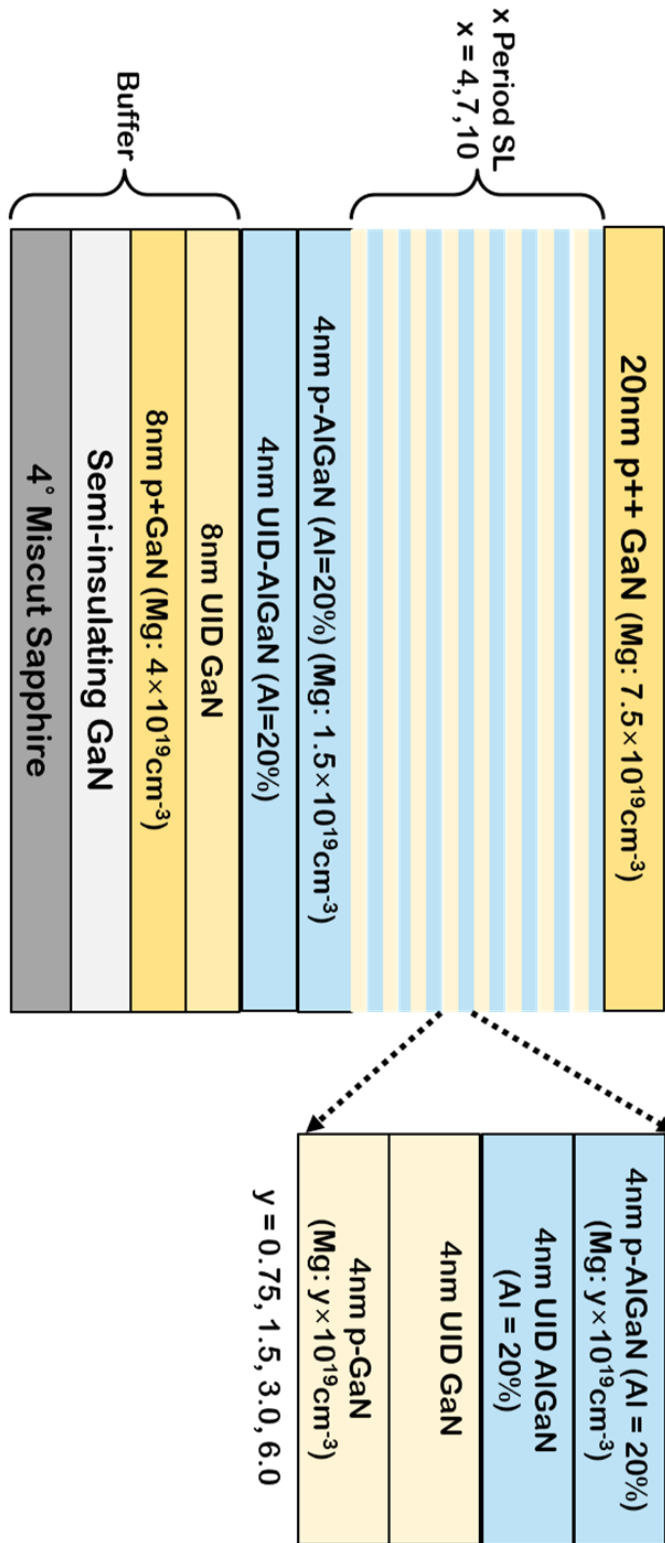 x Period SL
x = 4,7,10
Buffer
20nm p++ GaN (Mg: 7.5×10¹⁹cm⁻³)
4nm p-AlGaN (Al=20%) (Mg: 1.5×10¹⁹cm⁻³)
4nm UID-AlGaN (Al=20%)
8nm UID GaN
8nm p+GaN (Mg: 4×10¹⁹cm⁻³)
Semi-insulating GaN
4° Miscut Sapphire
4nm p-AlGaN (Al = 20%)
(Mg: y×10¹⁹cm⁻³)
4nm UID AlGaN
(Al = 20%)
4nm UID GaN
4nm p-GaN
(Mg: y×10¹⁹cm⁻³)
y = 0.75, 1.5, 3.0, 6.0